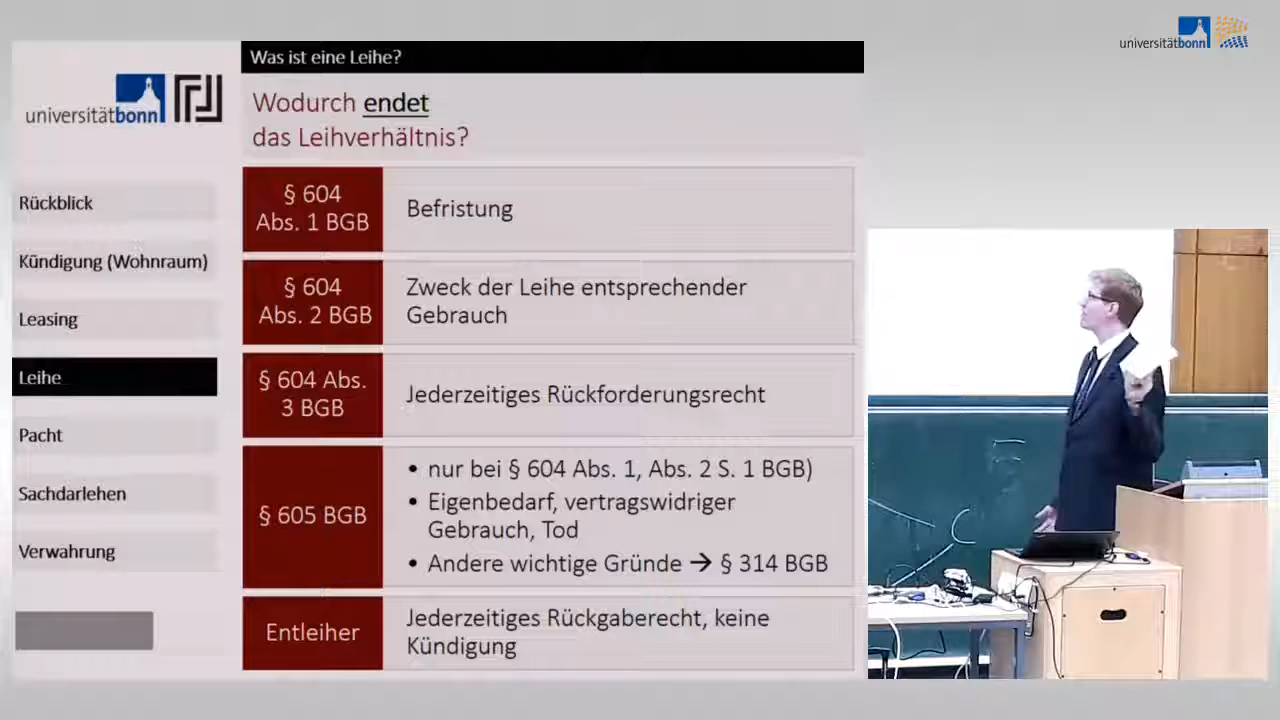 universitätbonn
Was ist eine Leihe?
universitätbonn
Wodurch endet
das Leihverhältnis?
Rückblick
Kündigung (Wohnraum)
Leasing
Leihe
Pacht
Sachdarlehen
Verwahrung
§ 604
Abs. 1 BGB
Befristung
§ 604
Abs. 2 BGB
Zweck der Leihe entsprechender
Gebrauch
§ 604 Abs.
3 BGB
Jederzeitiges Rückforderungsrecht
§ 605 BGB
• nur bei § 604 Abs. 1, Abs. 2 S. 1 BGB)
• Eigenbedarf, vertragswidriger
Gebrauch, Tod
• Andere wichtige Gründe → § 314 BGB
Entleiher
Jederzeitiges Rückgaberecht, keine
Kündigung